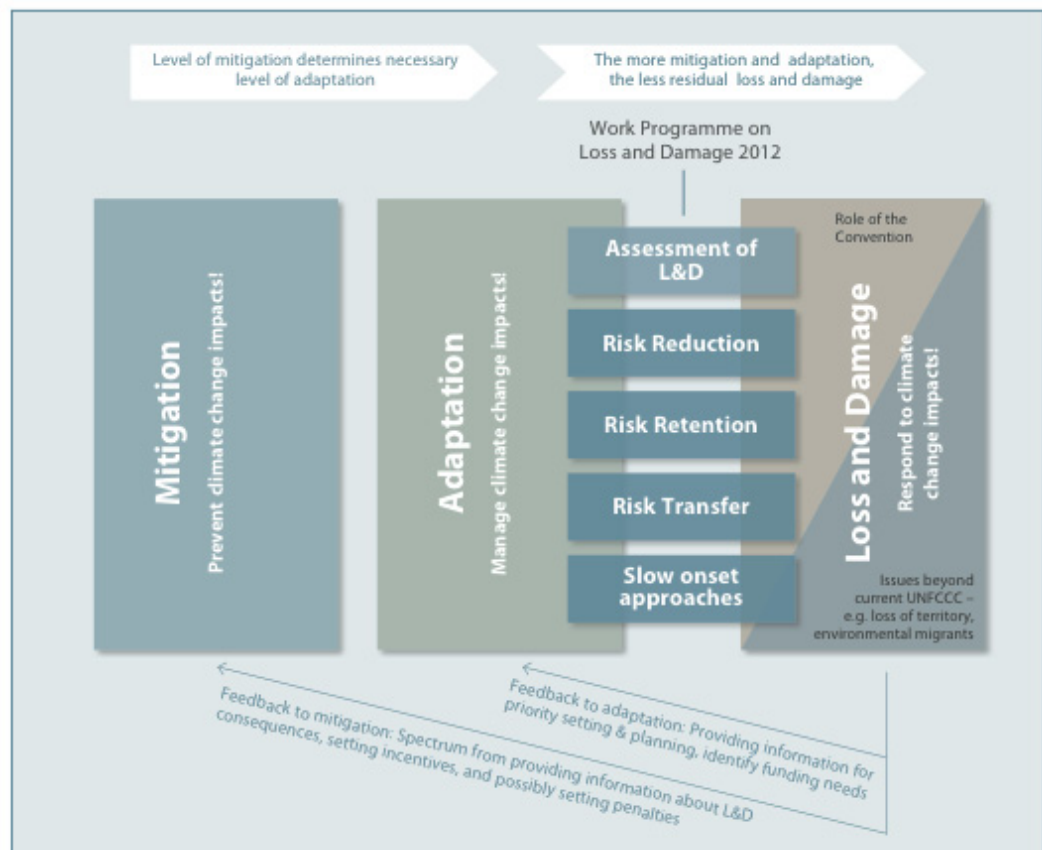 Level of mitigation determines necessary
level of adaptation
The more mitigation and adaptation,
the less residual loss and damage
Work Programme on
Loss and Damage 2012
Mitigation
Prevent climate change impacts!
Adaptation
Manage climate change impacts!
Assessment of
L&D
Risk Reduction
Risk Retention
Risk Transfer
Slow onset
approaches
Role of the
Convention
Loss and Damage
Respond to climate
change impacts!
Issues beyond
current UNFCCC –
e.g. loss of territory,
environmental migrants
Feedback to adaptation: Providing information for
priority setting & planning, identify funding needs
Feedback to mitigation: Spectrum from providing information about L&D
consequences, setting incentives, and possibly setting penalties